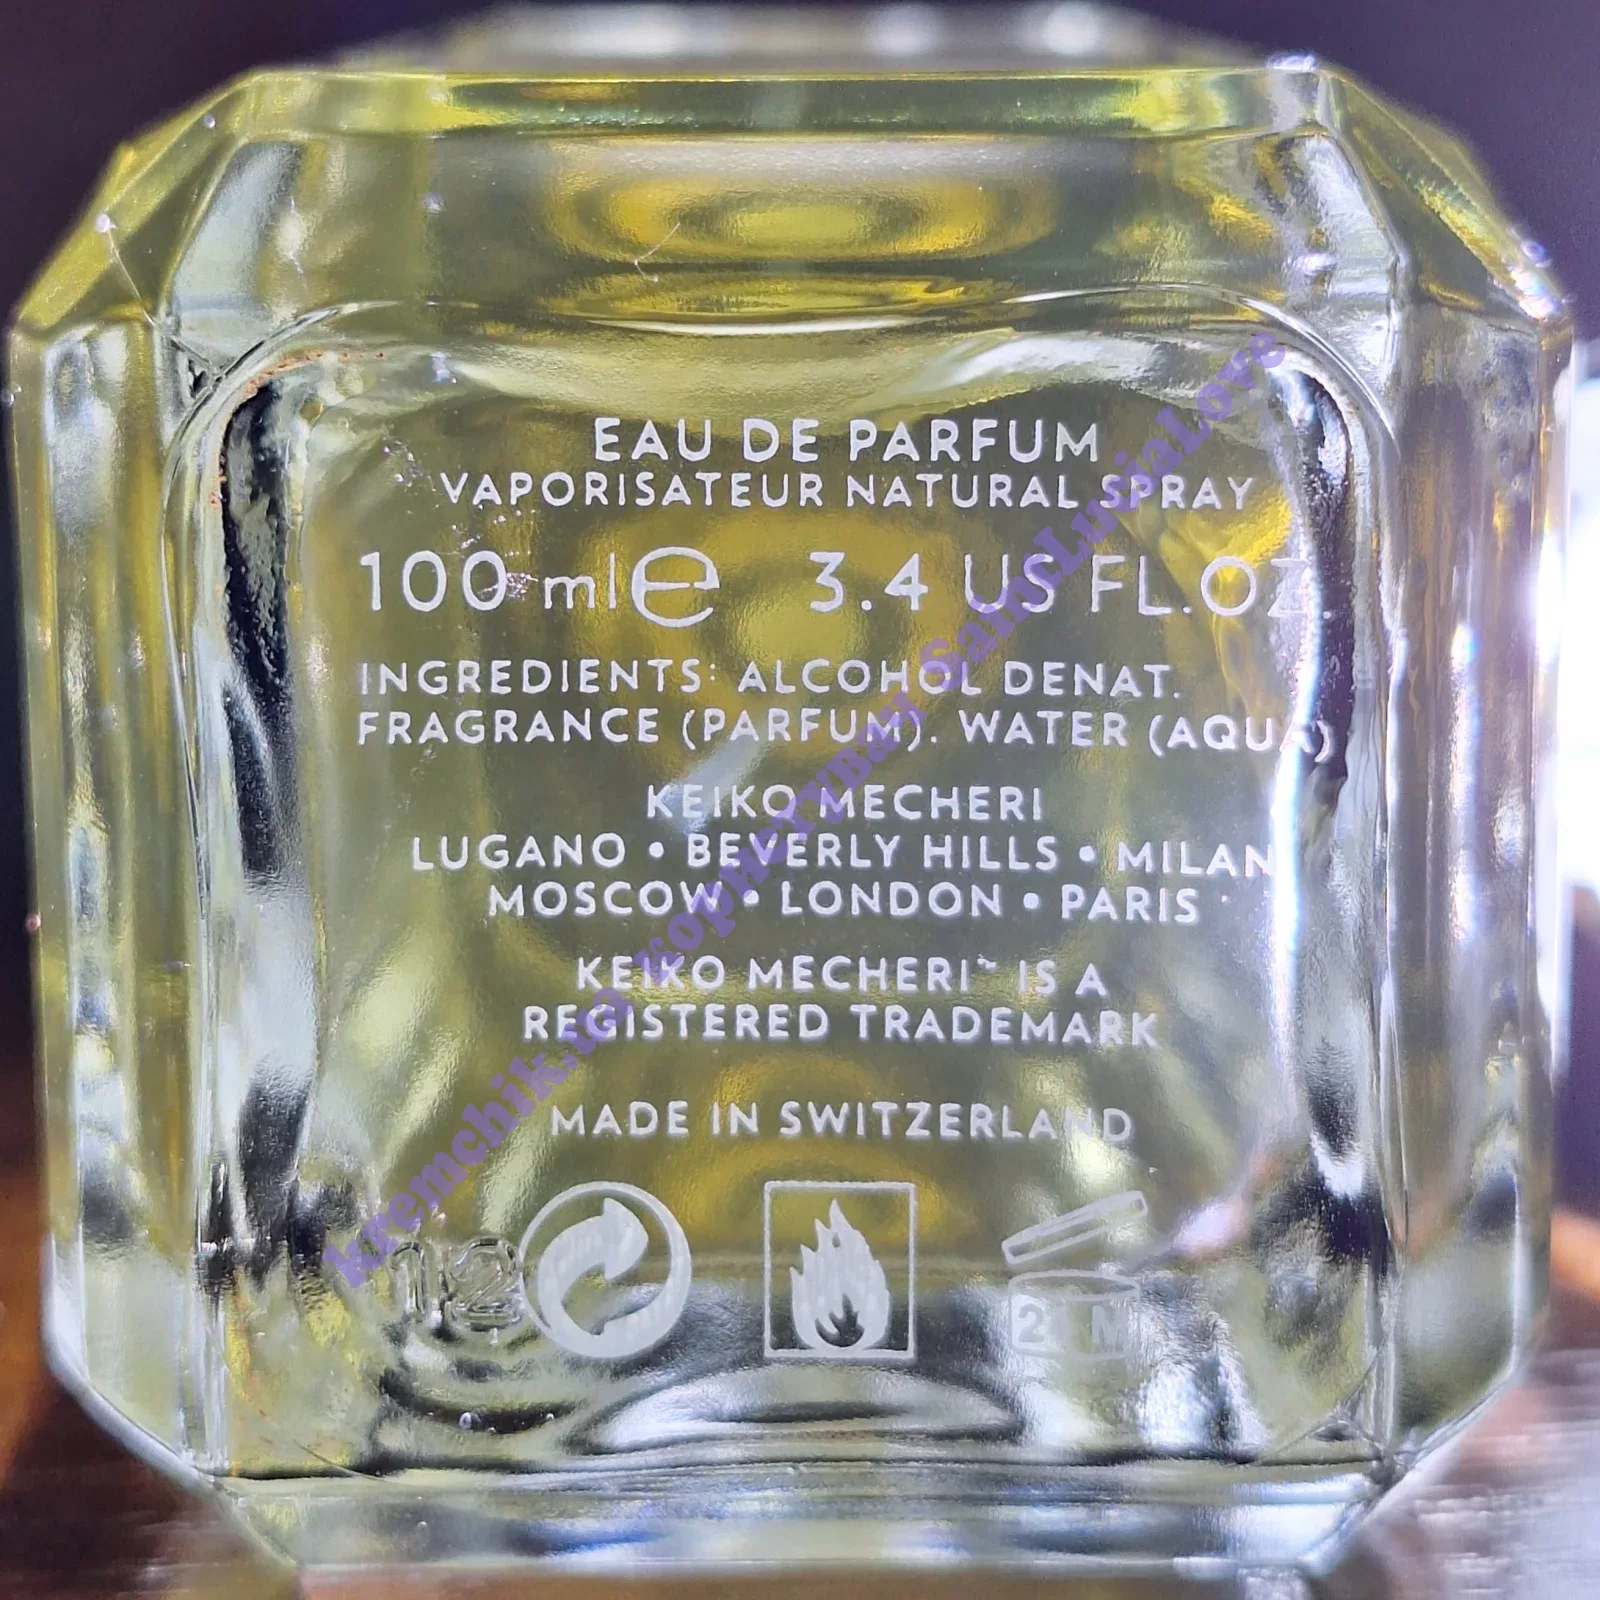 EAU DE PARFUM
VAPORISATEUR NATURAL SPRAY
100 ml e 3.4 US FL.OZ.
INGREDIENTS: ALCOHOL DENAT.
FRAGRANCE (PARFUM). WATER (AQUA)
KEIKO MECHERI
LUGANO • BEVERLY HILLS • MILAN
MOSCOW • LONDON • PARIS
KEIKO MECHERI™ IS A
REGISTERED TRADEMARK
MADE IN SWITZERLAND
12